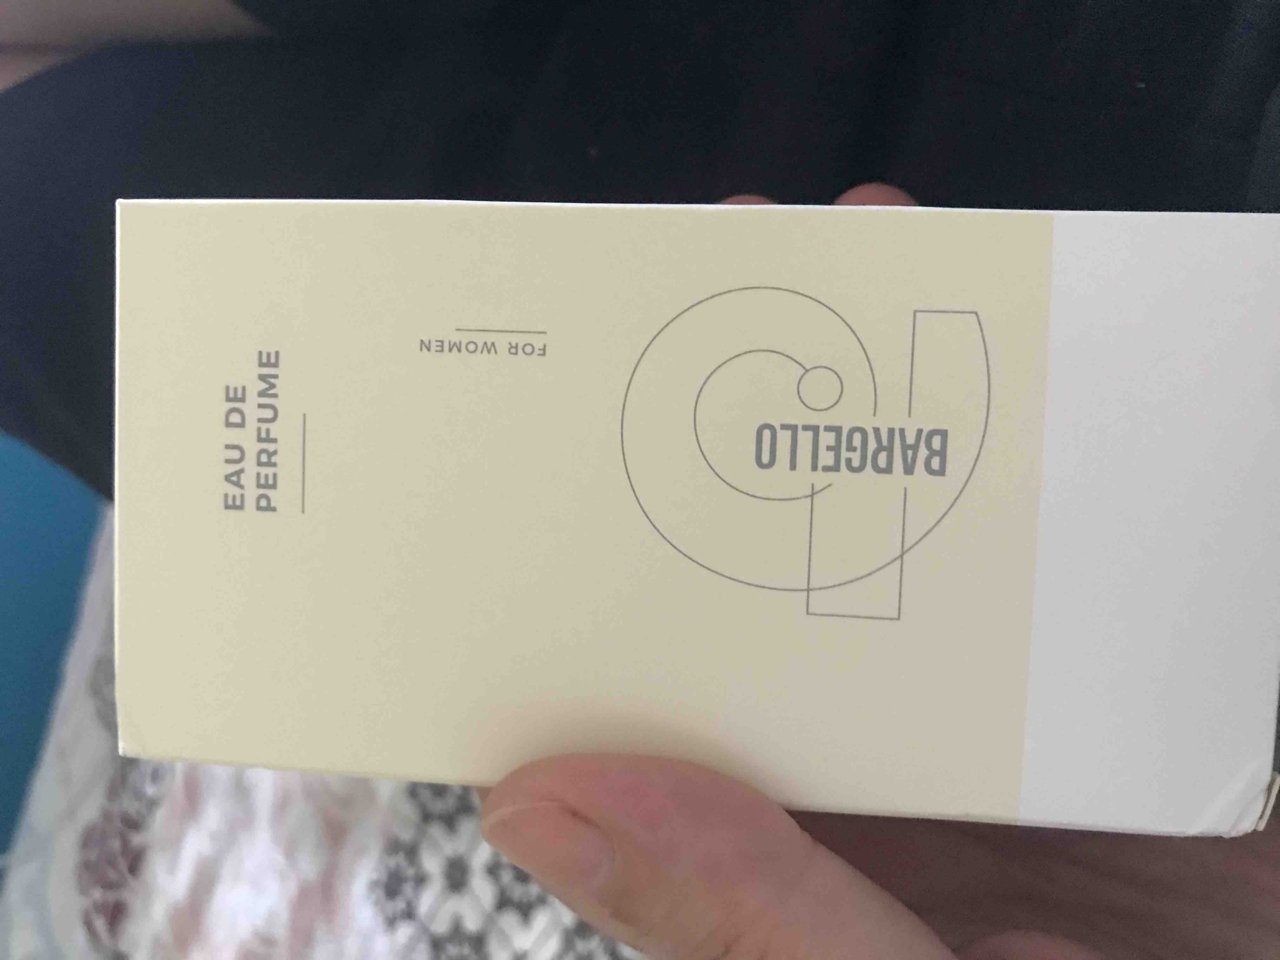 BARGELLO
FOR WOMEN
EAU DE
PERFUME